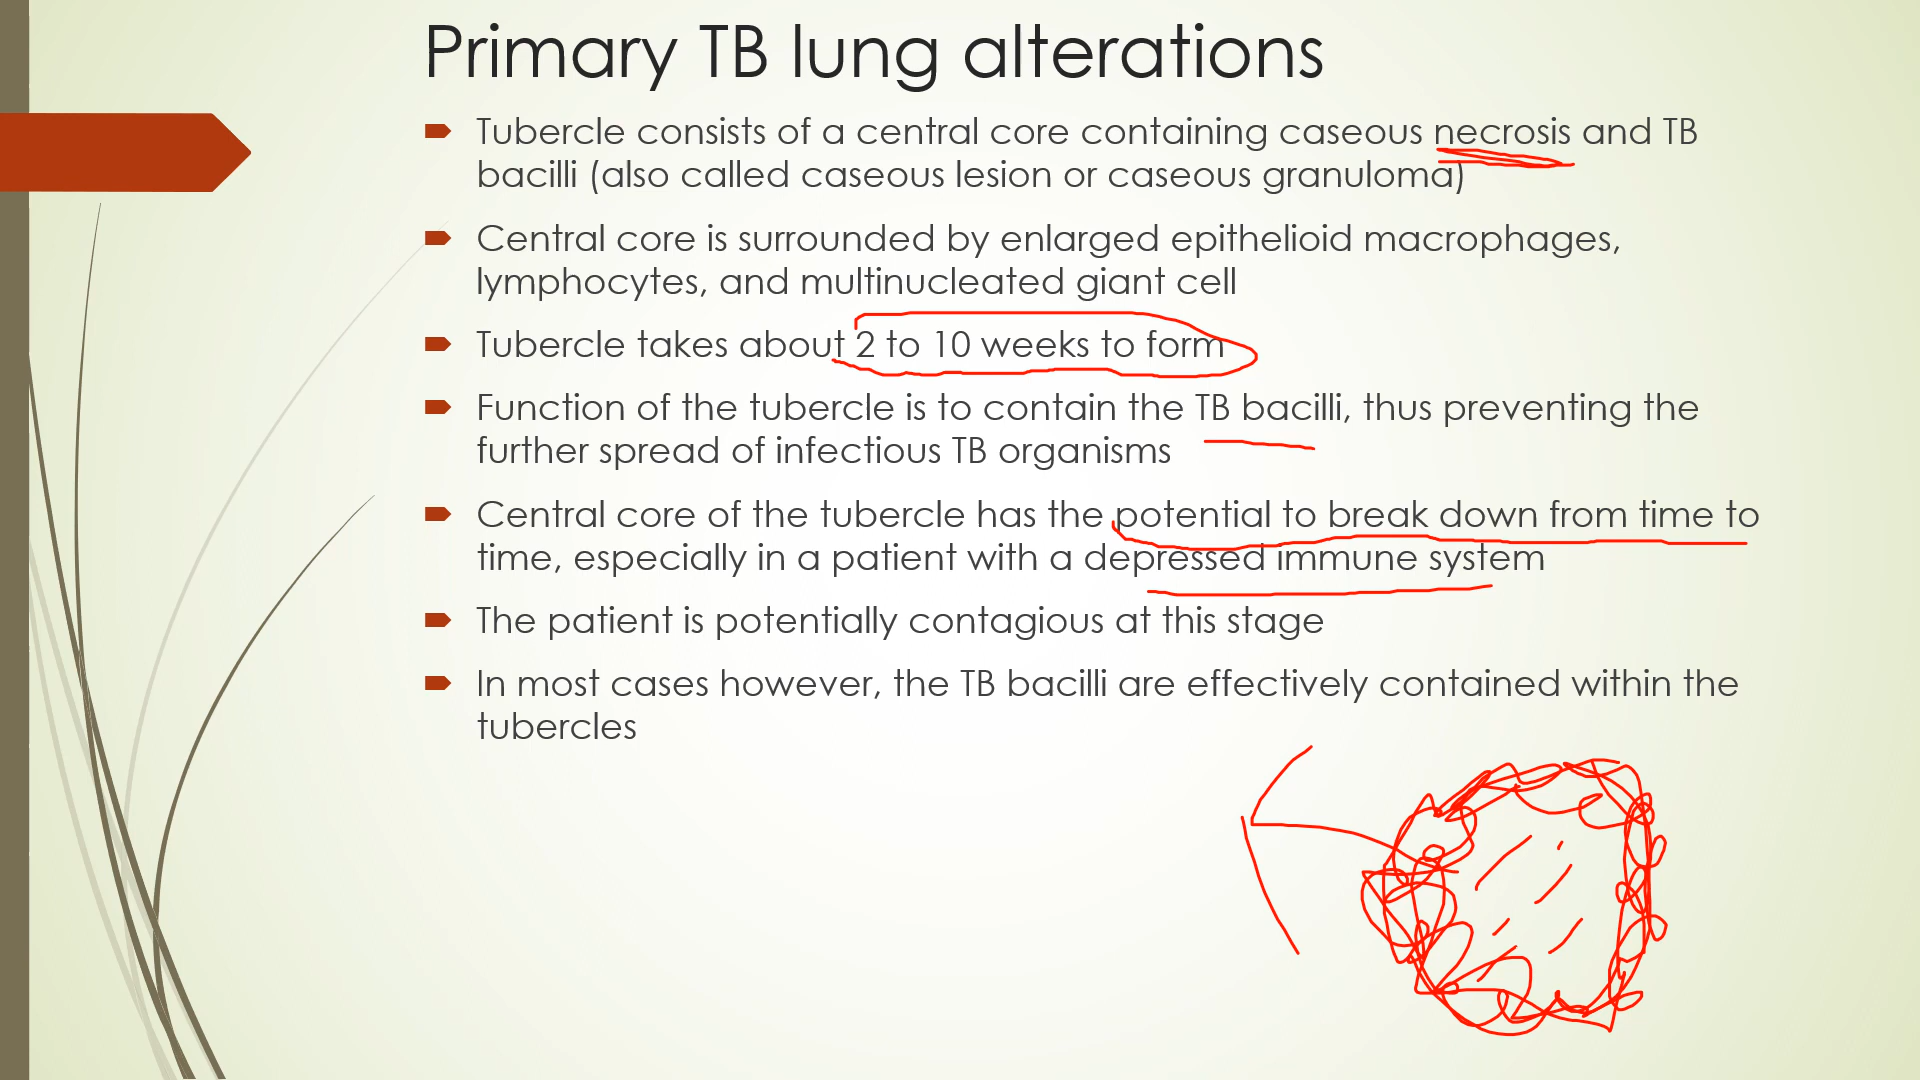 Primary TB lung alterations
Tubercle consists of a central core containing caseous necrosis and TB
bacilli (also called caseous lesion or caseous granuloma)
Central core is surrounded by enlarged epithelioid macrophages,
lymphocytes, and multinucleated giant cell
Tubercle takes about 2 to 10 weeks to form
Function of the tubercle is to contain the TB bacilli, thus preventing the
further spread of infectious TB organisms
Central core of the tubercle has the potential to break down from time to
time, especially in a patient with a depressed immune system
The patient is potentially contagious at this stage
In most cases however, the TB bacilli are effectively contained within the
tubercles